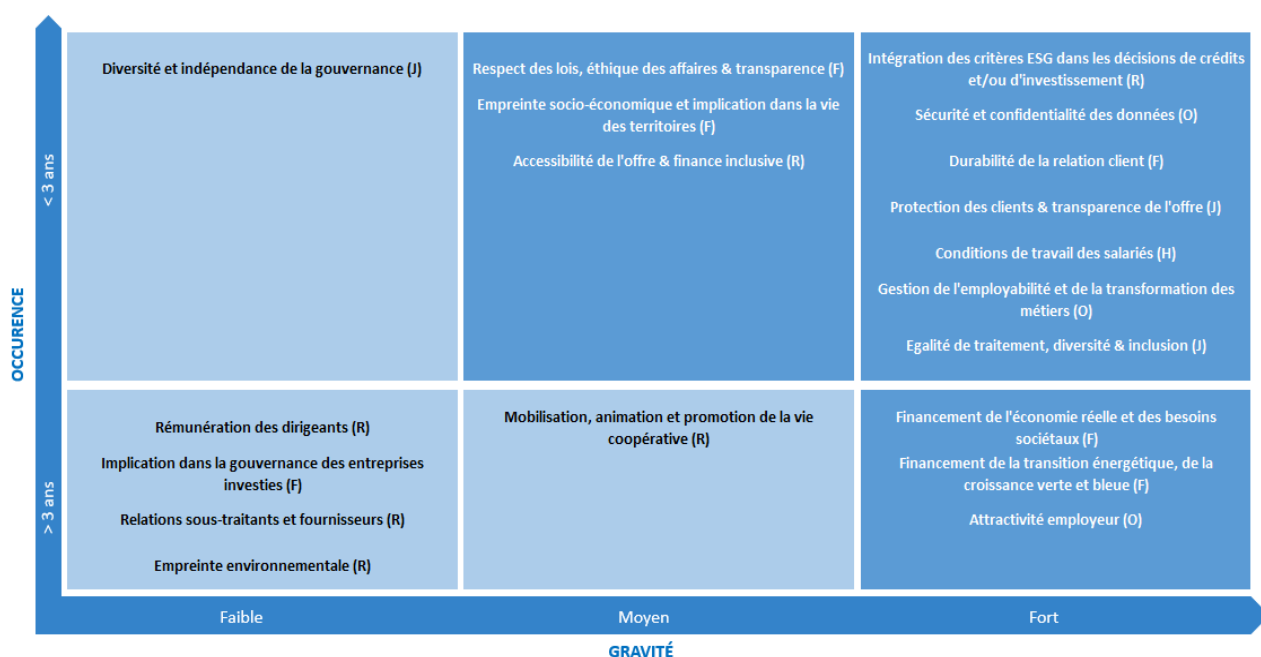 Diversité et indépendance de la gouvernance (J)
Respect des lois, éthique des affaires & transparence (F)
Empreinte socio-économique et implication dans la vie
des territoires (F)
Accessibilité de l'offre & finance inclusive (R)
Intégration des critères ESG dans les décisions de crédits
et/ou d'investissement (R)
Sécurité et confidentialité des données (O)
Durabilité de la relation client (F)
Protection des clients & transparence de l'offre (J)
Conditions de travail des salariés (H)
Gestion de l'employabilité et de la transformation des
métiers (O)
Egalité de traitement, diversité & inclusion (J)
< 3 ans
OCCURENCE
Rémunération des dirigeants (R)
Implication dans la gouvernance des entreprises
investies (F)
Relations sous-traitants et fournisseurs (R)
Empreinte environnementale (R)
Mobilisation, animation et promotion de la vie
coopérative (R)
Financement de l'économie réelle et des besoins
sociétaux (F)
Financement de la transition énergétique, de la
croissance verte et bleue (F)
Attractivité employeur (O)
> 3 ans
Faible
Moyen
Fort
GRAVITÉ